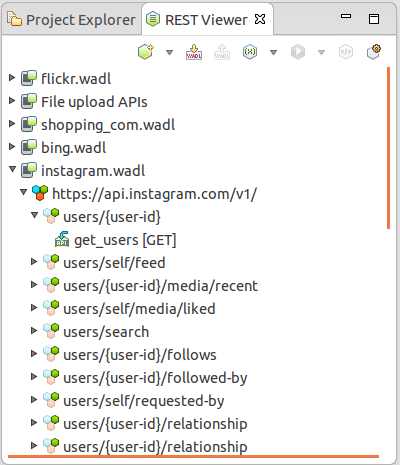 Project Explorer REST Viewer
WADL WADL
flickr.wadl
File upload APIs
shopping_com.wadl
bing.wadl
instagram.wadl
https://api.instagram.com/v1/
users/{user-id}
get_users [GET]
users/self/feed
users/{user-id}/media/recent
users/self/media/liked
users/search
users/{user-id}/follows
users/{user-id}/followed-by
users/self/requested-by
users/{user-id}/relationship
users/{user-id}/relationship